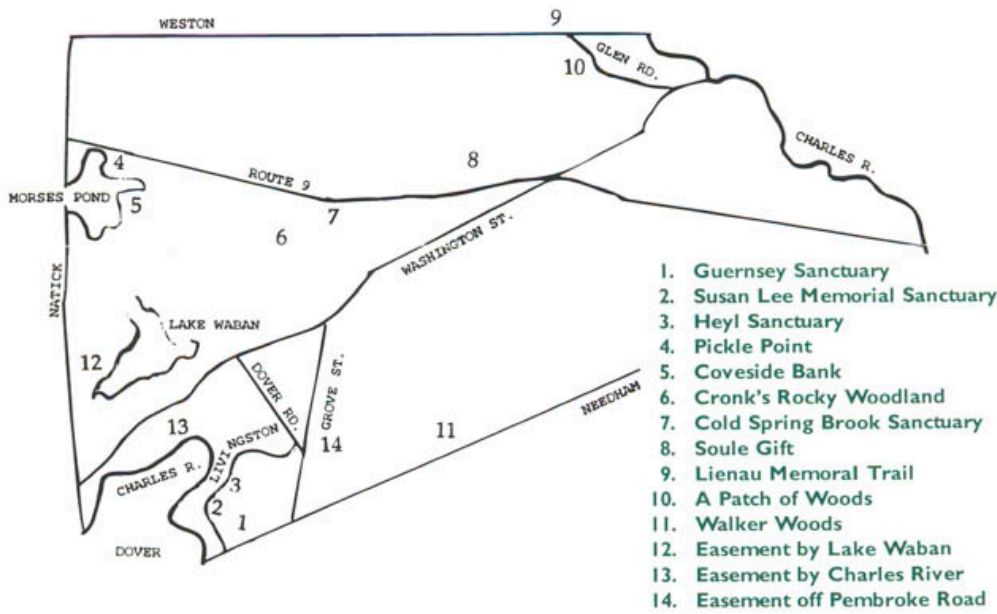 WESTON
9
GLEN RD.
10
CHARLES R.
4
8
ROUTE 9
MORSES POND
5
7
6
WASHINGTON ST.
NATICK
LAKE WABAN
12
DOVER RD.
GROVE ST.
NEEDHAM
13
LIVINGSTON
14
11
CHARLES R.
3
2
1
DOVER
1. Guernsey Sanctuary
2. Susan Lee Memorial Sanctuary
3. Heyl Sanctuary
4. Pickle Point
5. Coveside Bank
6. Cronk's Rocky Woodland
7. Cold Spring Brook Sanctuary
8. Soule Gift
9. Lienau Memoral Trail
10. A Patch of Woods
11. Walker Woods
12. Easement by Lake Waban
13. Easement by Charles River
14. Easement off Pembroke Road